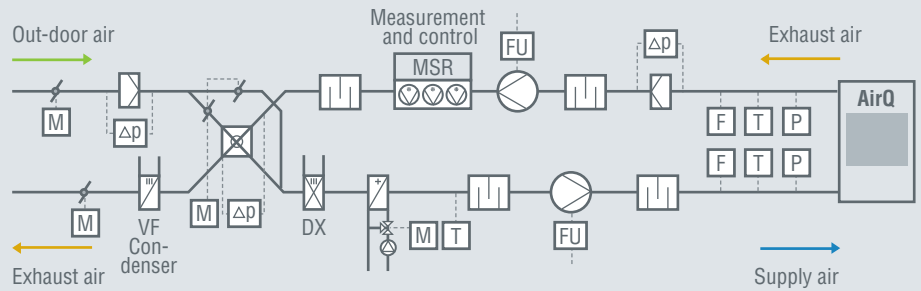 Measurement
and control
Out-door air
FU
Δp
Exhaust air
MSR
AirQ
M
Δp
F T P
F T P
M
VF
Con-
denser
M
Δp
DX
+
M
T
FU
Exhaust air
Supply air